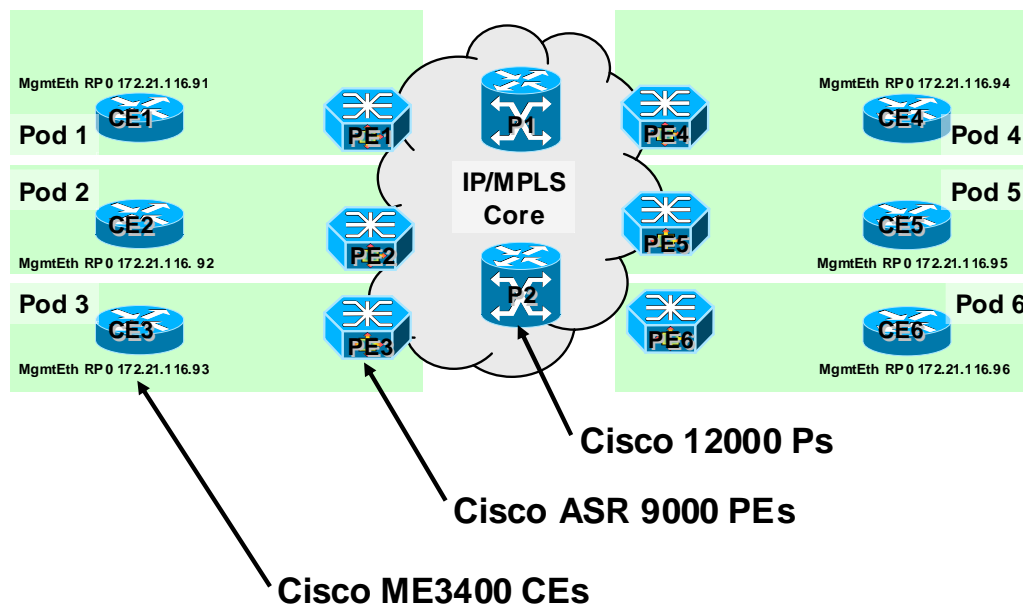 MgmtEth RP0 172.21.116.91
CE1
Pod 1
PE1
P1
PE4
MgmtEth RP0 172.21.116.94
CE4
Pod 4
IP/MPLS
Core
Pod 2
CE2
MgmtEth RP0 172.21.116. 92
PE2
PE5
Pod 5
CE5
MgmtEth RP0 172.21.116.95
Pod 3
CE3
MgmtEth RP0 172.21.116.93
PE3
P2
PE6
Pod 6
CE6
MgmtEth RP0 172.21.116.96
Cisco 12000 Ps
Cisco ASR 9000 PEs
Cisco ME3400 CEs